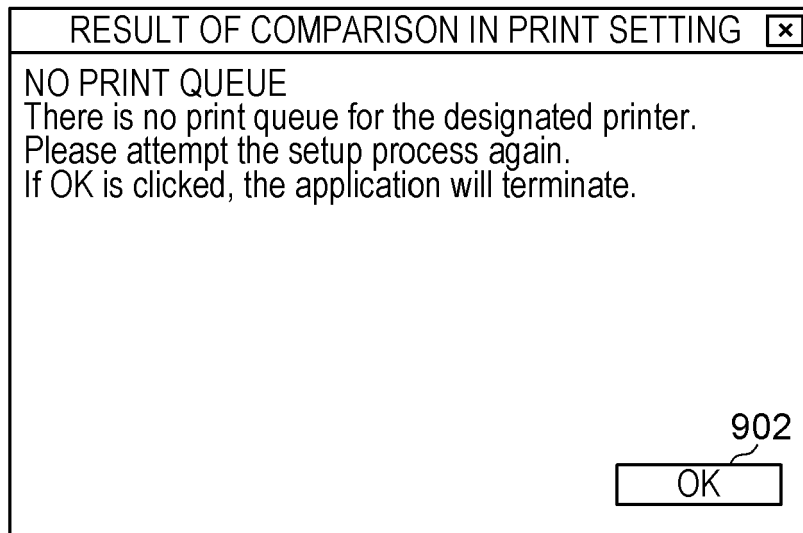 RESULT OF COMPARISON IN PRINT SETTING ×
NO PRINT QUEUE
There is no print queue for the designated printer.
Please attempt the setup process again.
If OK is clicked, the application will terminate.
902
OK